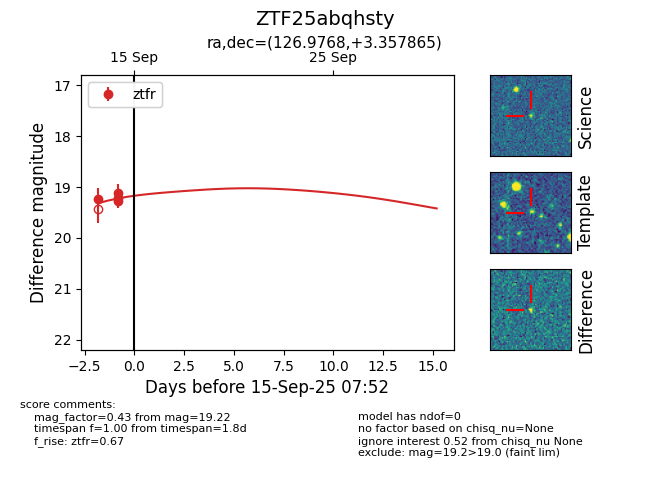 ZTF25abqhsty
ra,dec=(126.9768,+3.357865)
15 Sep
25 Sep
ztfr
17
18
19
20
21
22
Difference magnitude
−2.5
0.0
2.5
5.0
7.5
10.0
12.5
15.0
Days before 15-Sep-25 07:52
Science
Template
Difference
score comments:
mag_factor=0.43 from mag=19.22
timespan f=1.00 from timespan=1.8d
f_rise: ztfr=0.67
model has ndof=0
no factor based on chisq_nu=None
ignore interest 0.52 from chisq_nu None
exclude: mag=19.2>19.0 (faint lim)